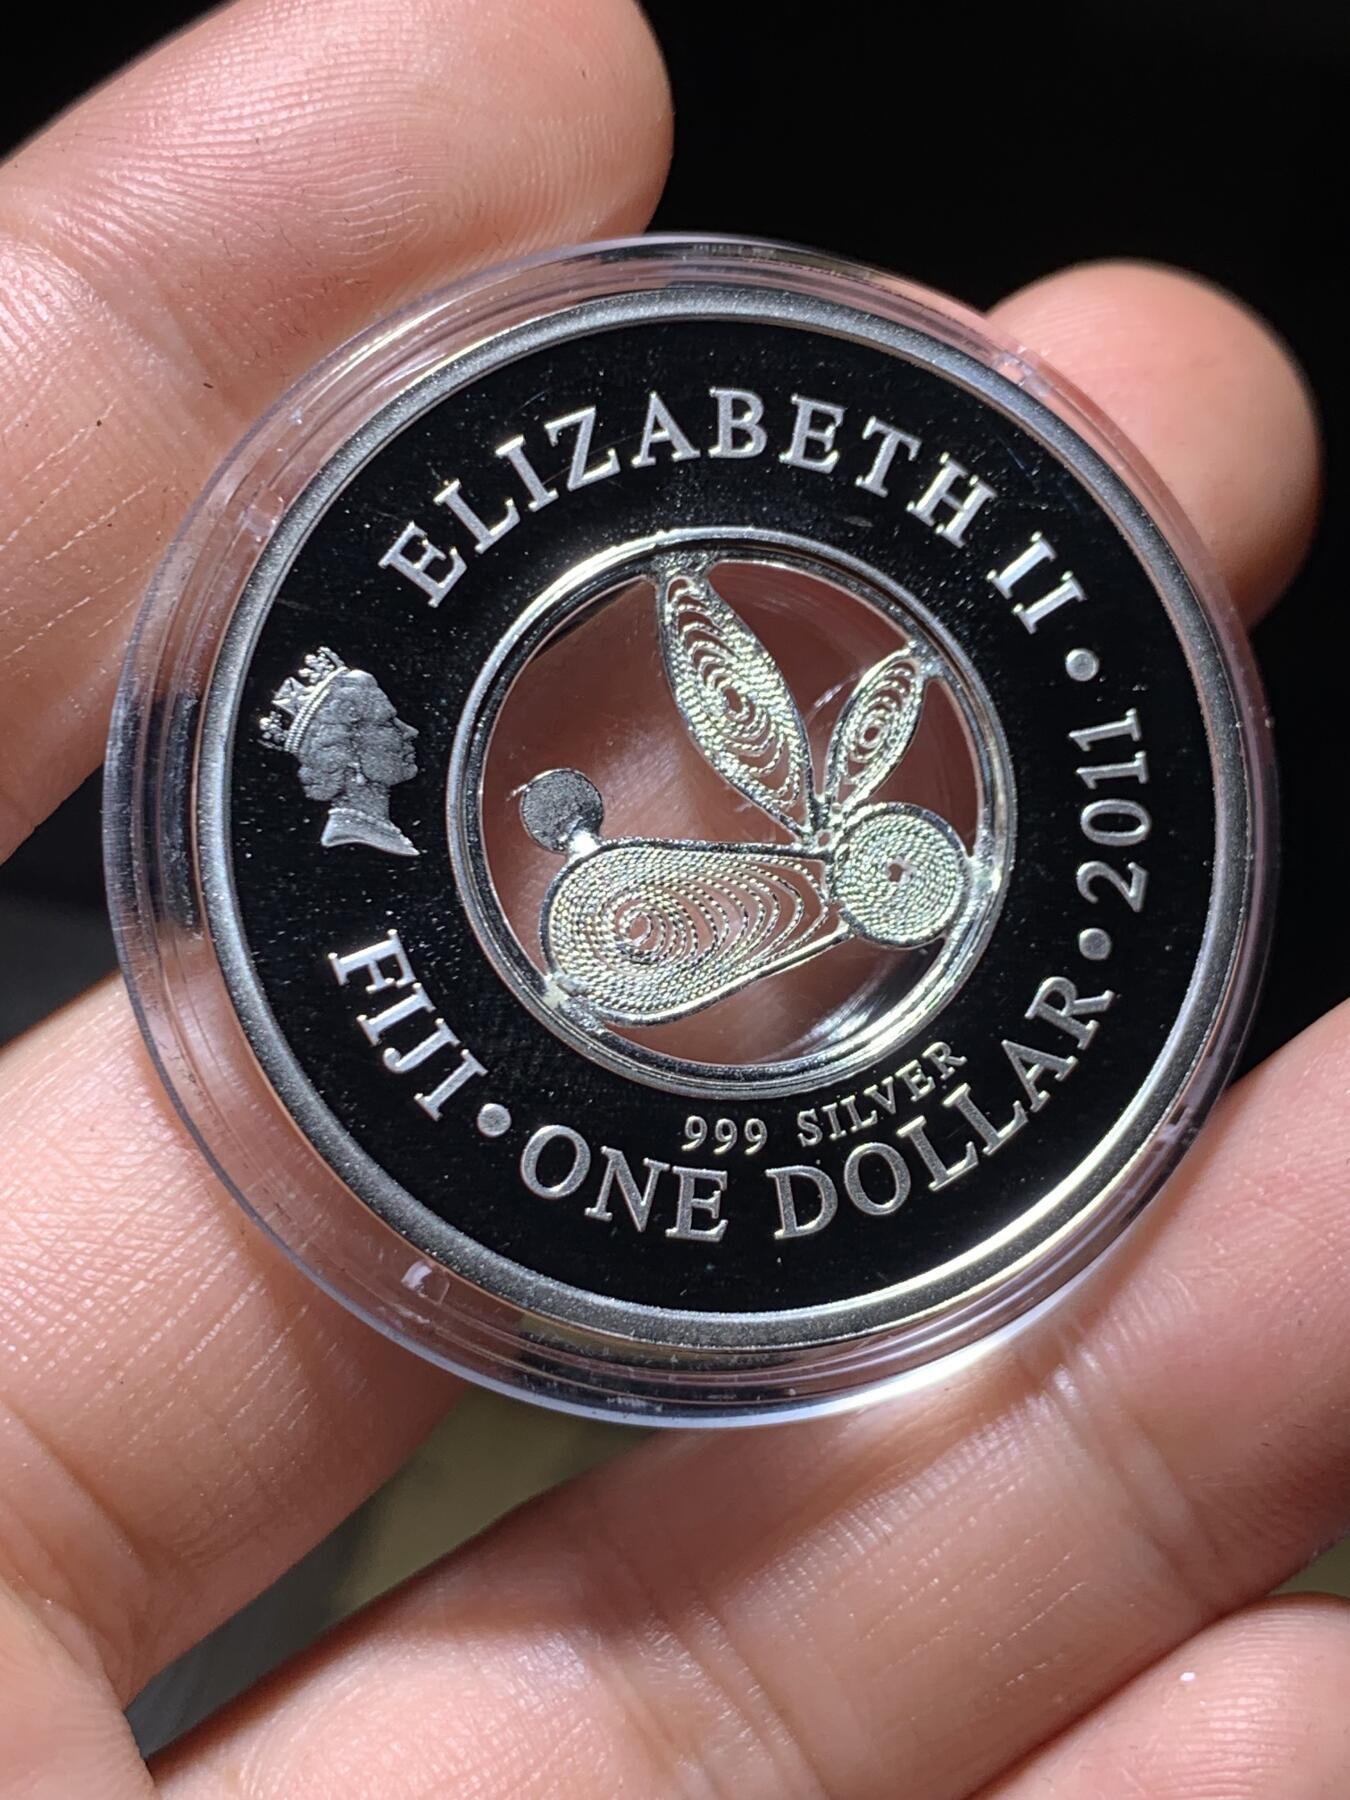 ELIZABETH II • 2011 •
FIJI • ONE DOLLAR
999 SILVER